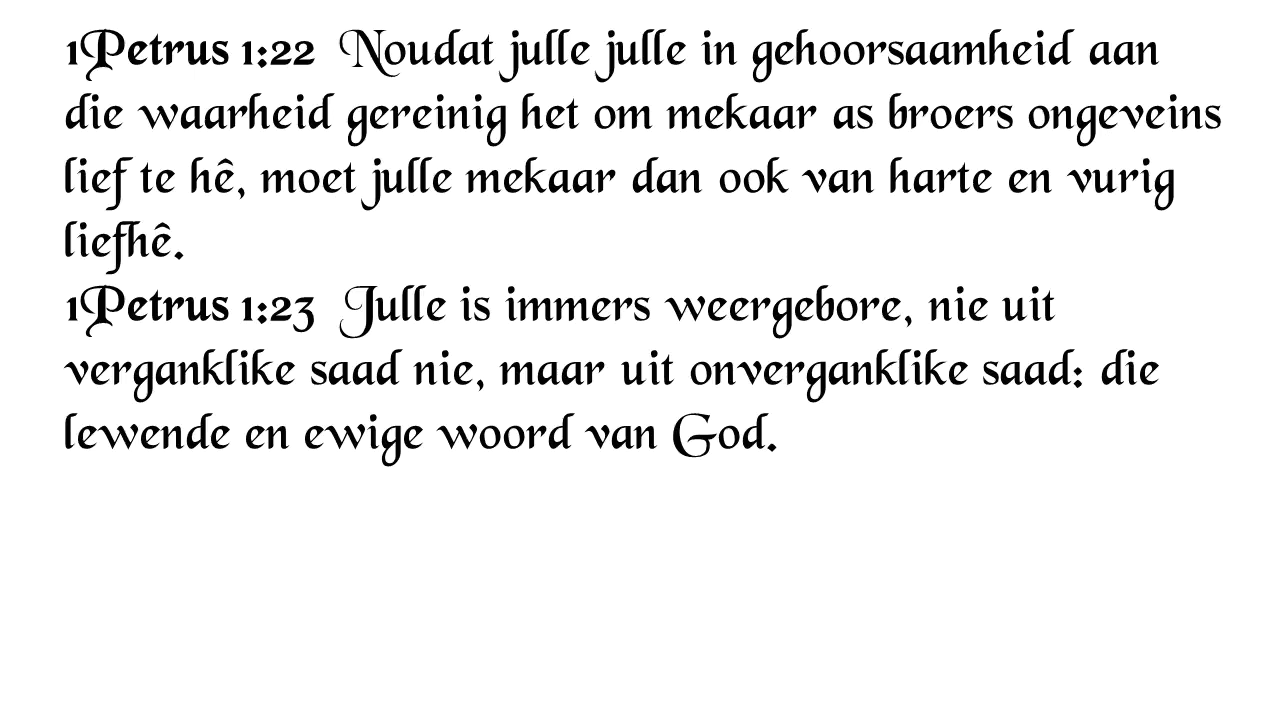 1Petrus 1:22 Noudat julle julle in gehoorsaamheid aan
die waarheid gereinig het om mekaar as broers ongeveins
lief te hê, moet julle mekaar dan ook van harte en vurig
liefhê.
1Petrus 1:23 Julle is immers weergebore, nie uit
verganklike saad nie, maar uit onverganklike saad: die
lewende en ewige woord van God.